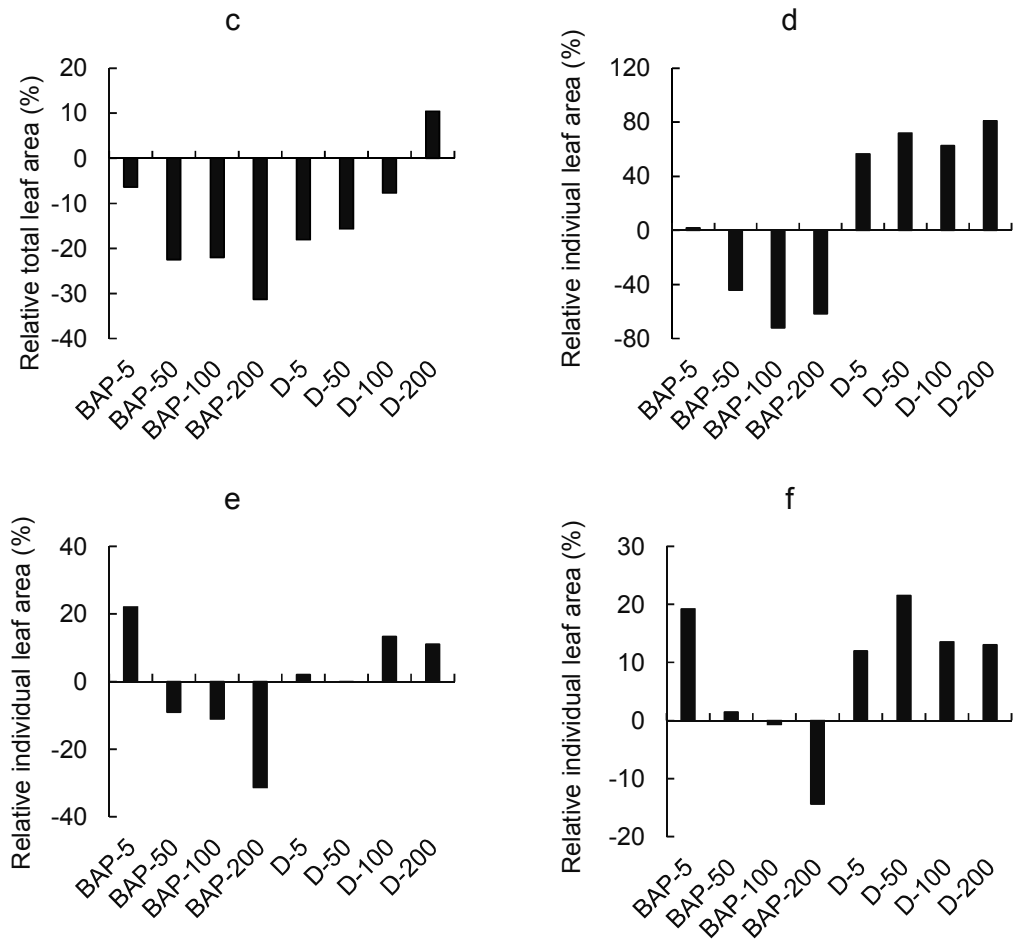 c
Relative total leaf area (%)
20
10
0
-10
-20
-30
-40
BAP-5
BAP-50
BAP-100
BAP-200
D-5
D-50
D-100
D-200
d
Relative indiviual leaf area (%)
120
80
40
0
-40
-80
BAP-5
BAP-50
BAP-100
BAP-200
D-5
D-50
D-100
D-200
e
Relative individual leaf area (%)
40
20
0
-20
-40
BAP-5
BAP-50
BAP-100
BAP-200
D-5
D-50
D-100
D-200
f
Relative individual leaf area (%)
30
20
10
0
-10
-20
BAP-5
BAP-50
BAP-100
BAP-200
D-5
D-50
D-100
D-200